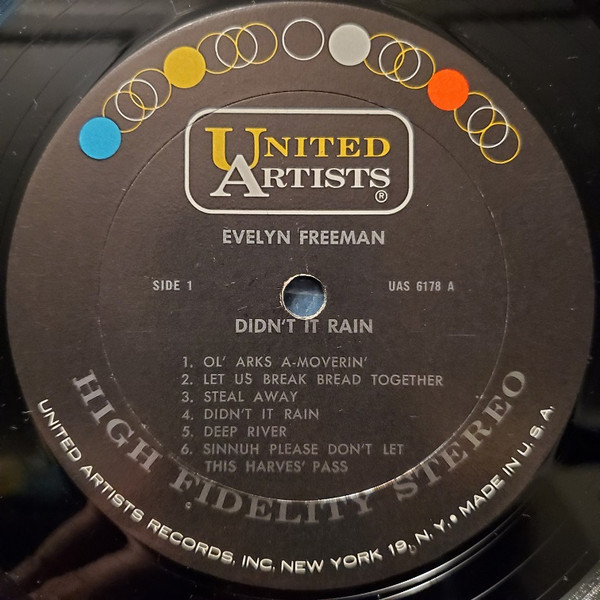 UNITED
ARTISTS
®
EVELYN FREEMAN
SIDE 1
UAS 6178 A
DIDN'T IT RAIN
1. OL' ARKS A-MOVERIN'
2. LET US BREAK BREAD TOGETHER
3. STEAL AWAY
4. DIDN'T IT RAIN
5. DEEP RIVER
6. SINNUH PLEASE DON'T LET
THIS HARVES' PASS
HIGH FIDELITY STEREO
UNITED ARTISTS RECORDS, INC. NEW YORK 19, N. Y. • MADE IN U. S. A.